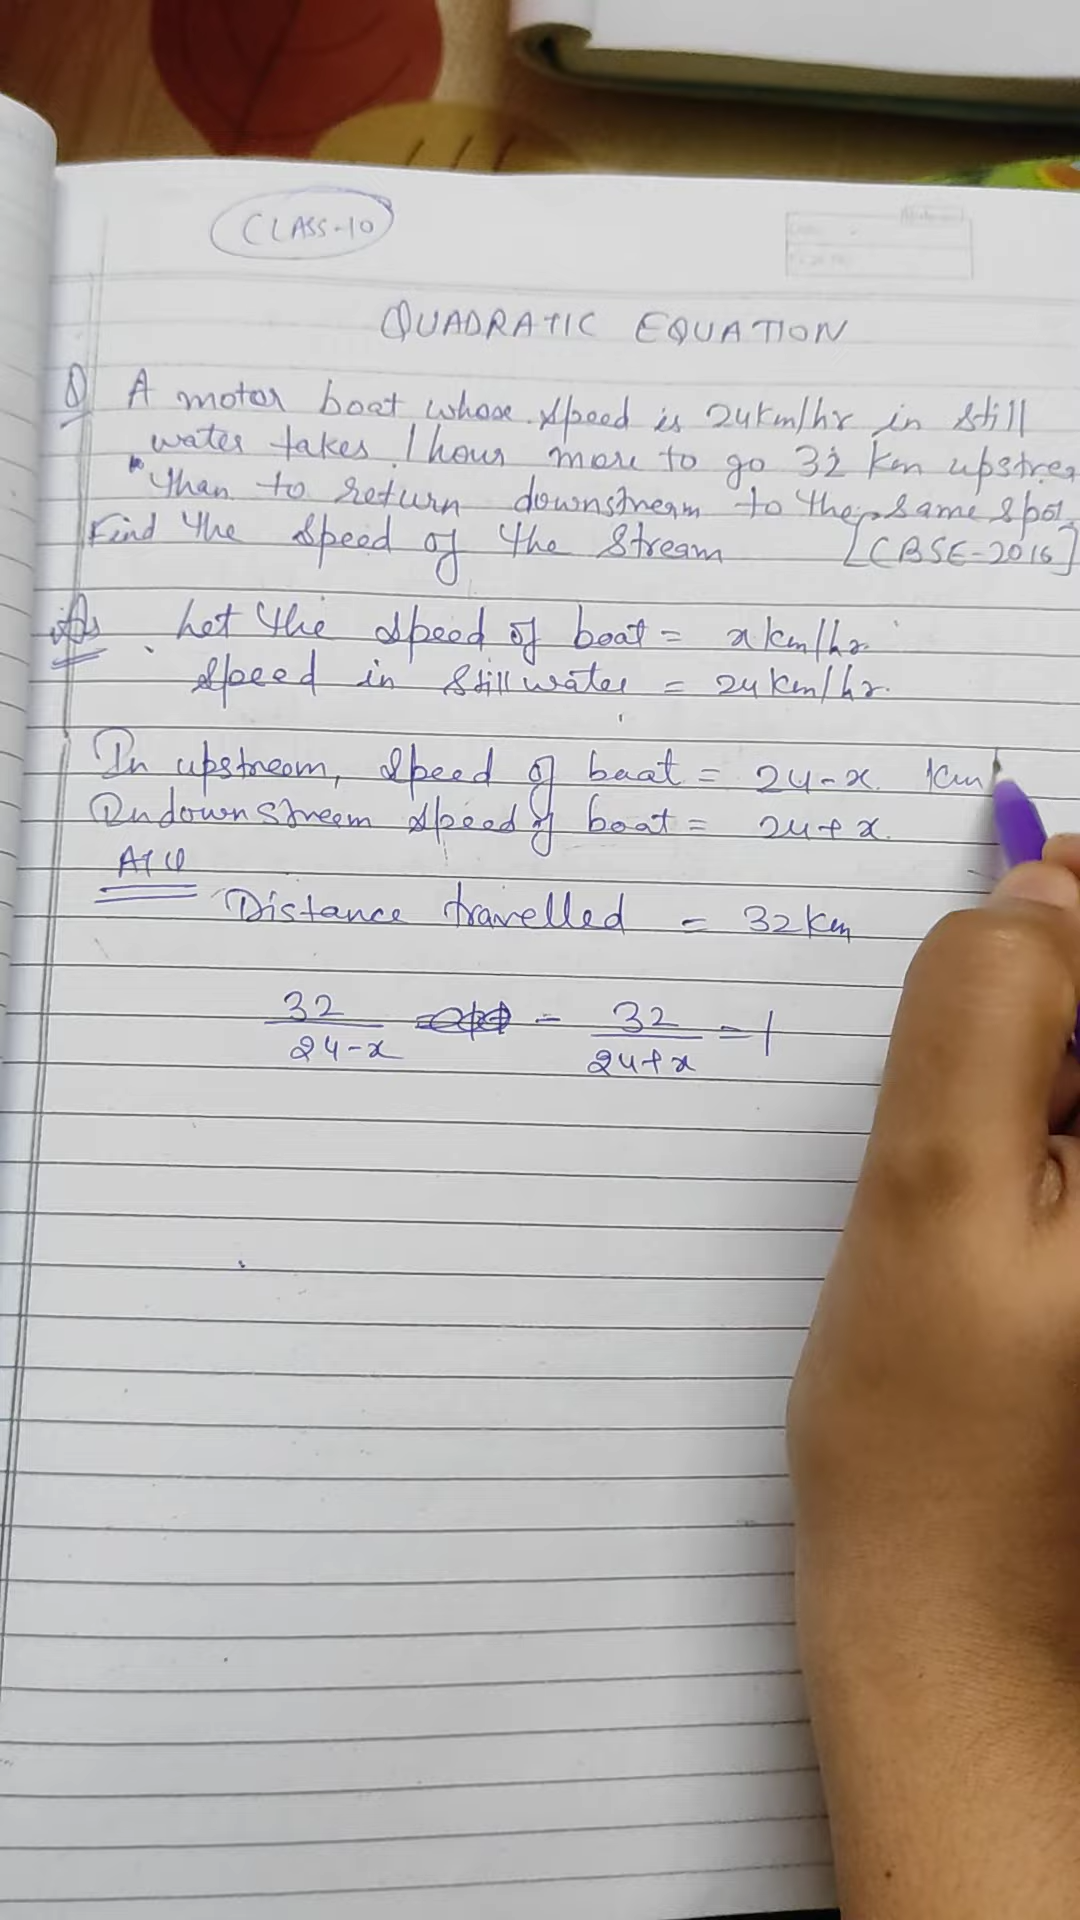 CLASS-10
QUADRATIC EQUATION
Q A motor boat whose speed is 24km/hr in still
water takes 1 hour more to go 32 km upstrea
than to return downstream to the same spot
Find the speed of the stream [CBSE-2016]
Let the speed of boat = x km/hr
Speed in still water = 24 km/hr.
In upstream, speed of boat = 24-x km
In downstream speed of boat = 24+x.
ATQ
Distance travelled = 32 km
32/24-x - 32/24+x = 1